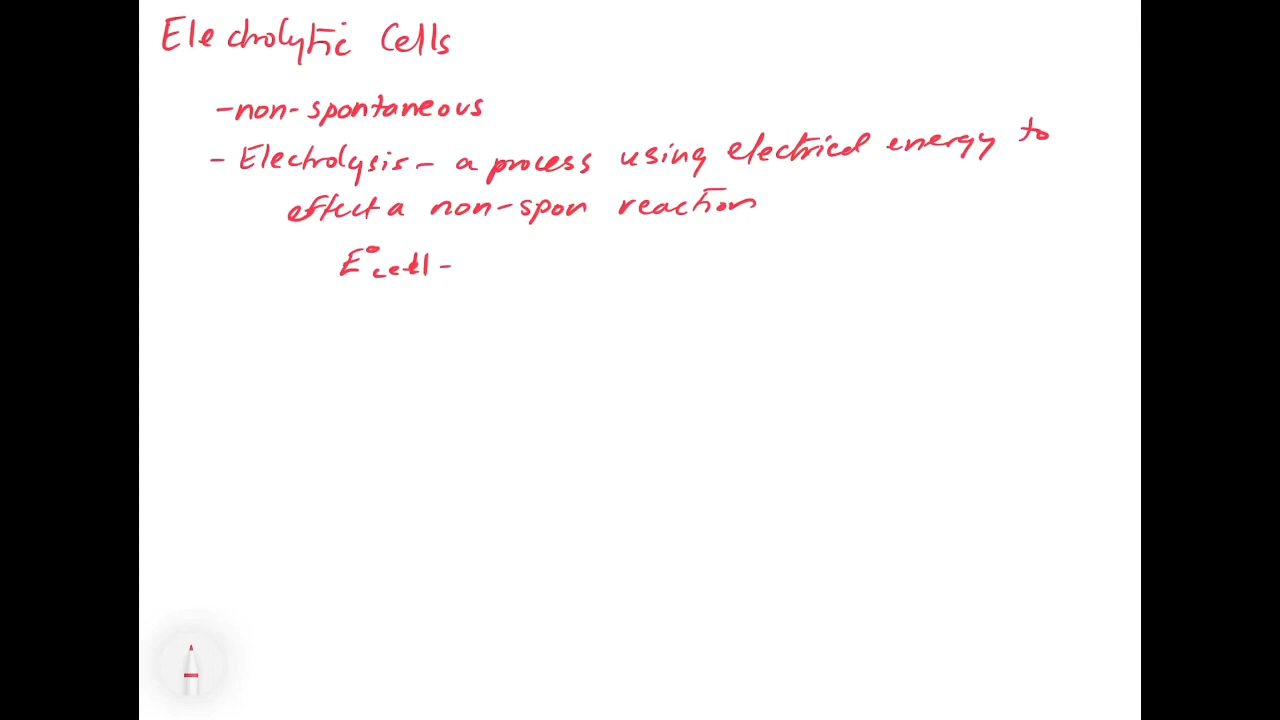 Electrolytic Cells
- non-spontaneous
- Electrolysis - a process using electrical energy to
effect a non-spon reaction
E°cell -